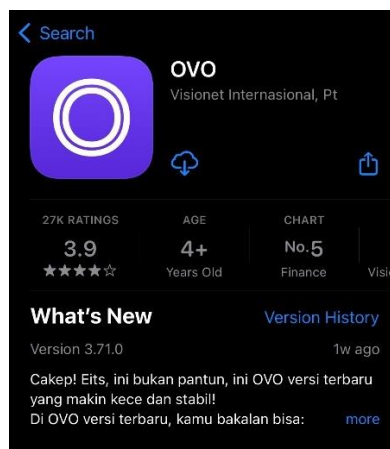 Search
OVO
Visionet Internasional, Pt
27K RATINGS AGE CHART
3.9 4+ No.5
Years Old Finance Visi
What's New Version History
Version 3.71.0 1w ago
Cakep! Eits, ini bukan pantun, ini OVO versi terbaru
yang makin kece dan stabil!
Di OVO versi terbaru, kamu bakalan bisa: more